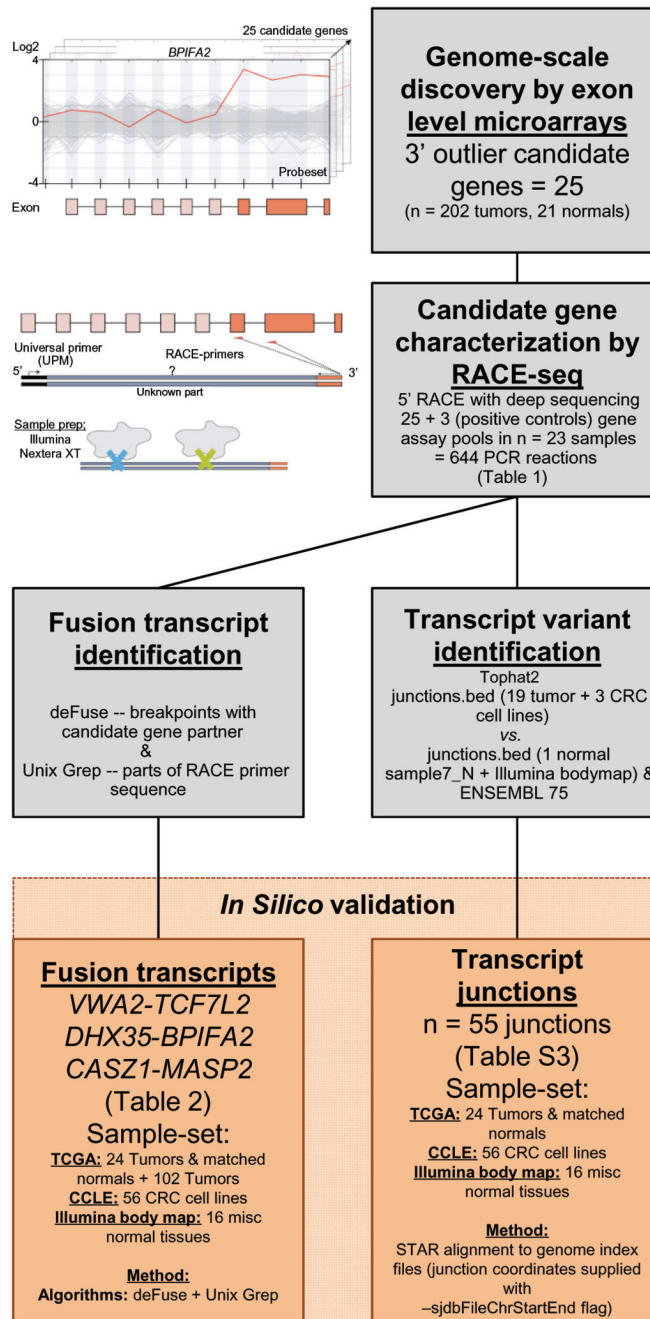 25 candidate genes
Log2
BPIFA2
4
0
-4
Probeset
Exon
Genome-scale
discovery by exon
level microarrays
3' outlier candidate
genes = 25
(n = 202 tumors, 21 normals)
Universal primer
(UPM)
RACE-primers
5'
?
3'
Unknown part
Sample prep;
Illumina
Nextera XT
Candidate gene
characterization by
RACE-seq
5' RACE with deep sequencing
25 + 3 (positive controls) gene
assay pools in n = 23 samples
= 644 PCR reactions
(Table 1)
Fusion transcript
identification
deFuse -- breakpoints with
candidate gene partner
&
Unix Grep -- parts of RACE primer
sequence
Transcript variant
identification
Tophat2
junctions.bed (19 tumor + 3 CRC
cell lines)
vs.
junctions.bed (1 normal
sample7_N + Illumina bodymap) &
ENSEMBL 75
In Silico validation
Fusion transcripts
VWA2-TCF7L2
DHX35-BPIFA2
CASZ1-MASP2
(Table 2)
Sample-set:
TCGA: 24 Tumors & matched
normals + 102 Tumors
CCLE: 56 CRC cell lines
Illumina body map: 16 misc
normal tissues
Method:
Algorithms: deFuse + Unix Grep
Transcript
junctions
n = 55 junctions
(Table S3)
Sample-set:
TCGA: 24 Tumors & matched
normals
CCLE: 56 CRC cell lines
Illumina body map: 16 misc
normal tissues
Method:
STAR alignment to genome index
files (junction coordinates supplied
with
–sjdbFileChrStartEnd flag)